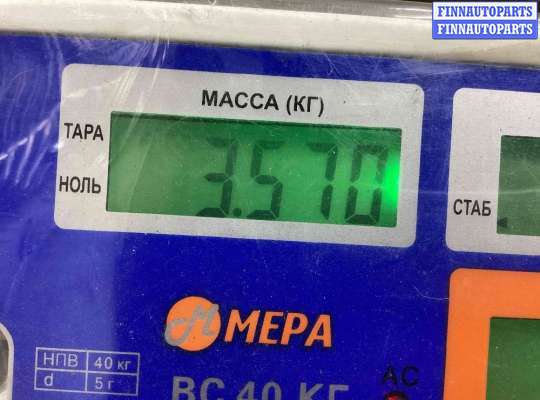 FINNAUTOPARTS
FINNAUTOPARTS
МАССА (КГ)
ТАРА
3.570
НОЛЬ
СТАБ
МЕРА
НПВ 40 кг
d 5 г
ВС 40 КГ
АС